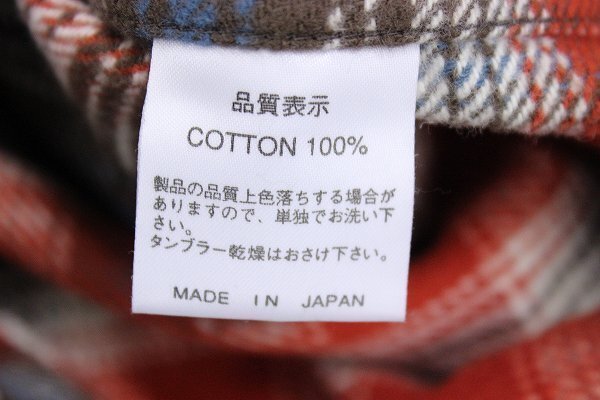 品質表示
COTTON 100%
製品の品質上色落ちする場合が
ありますので、単独でお洗い下
さい。
タンブラー乾燥はおさけ下さい。
MADE IN JAPAN